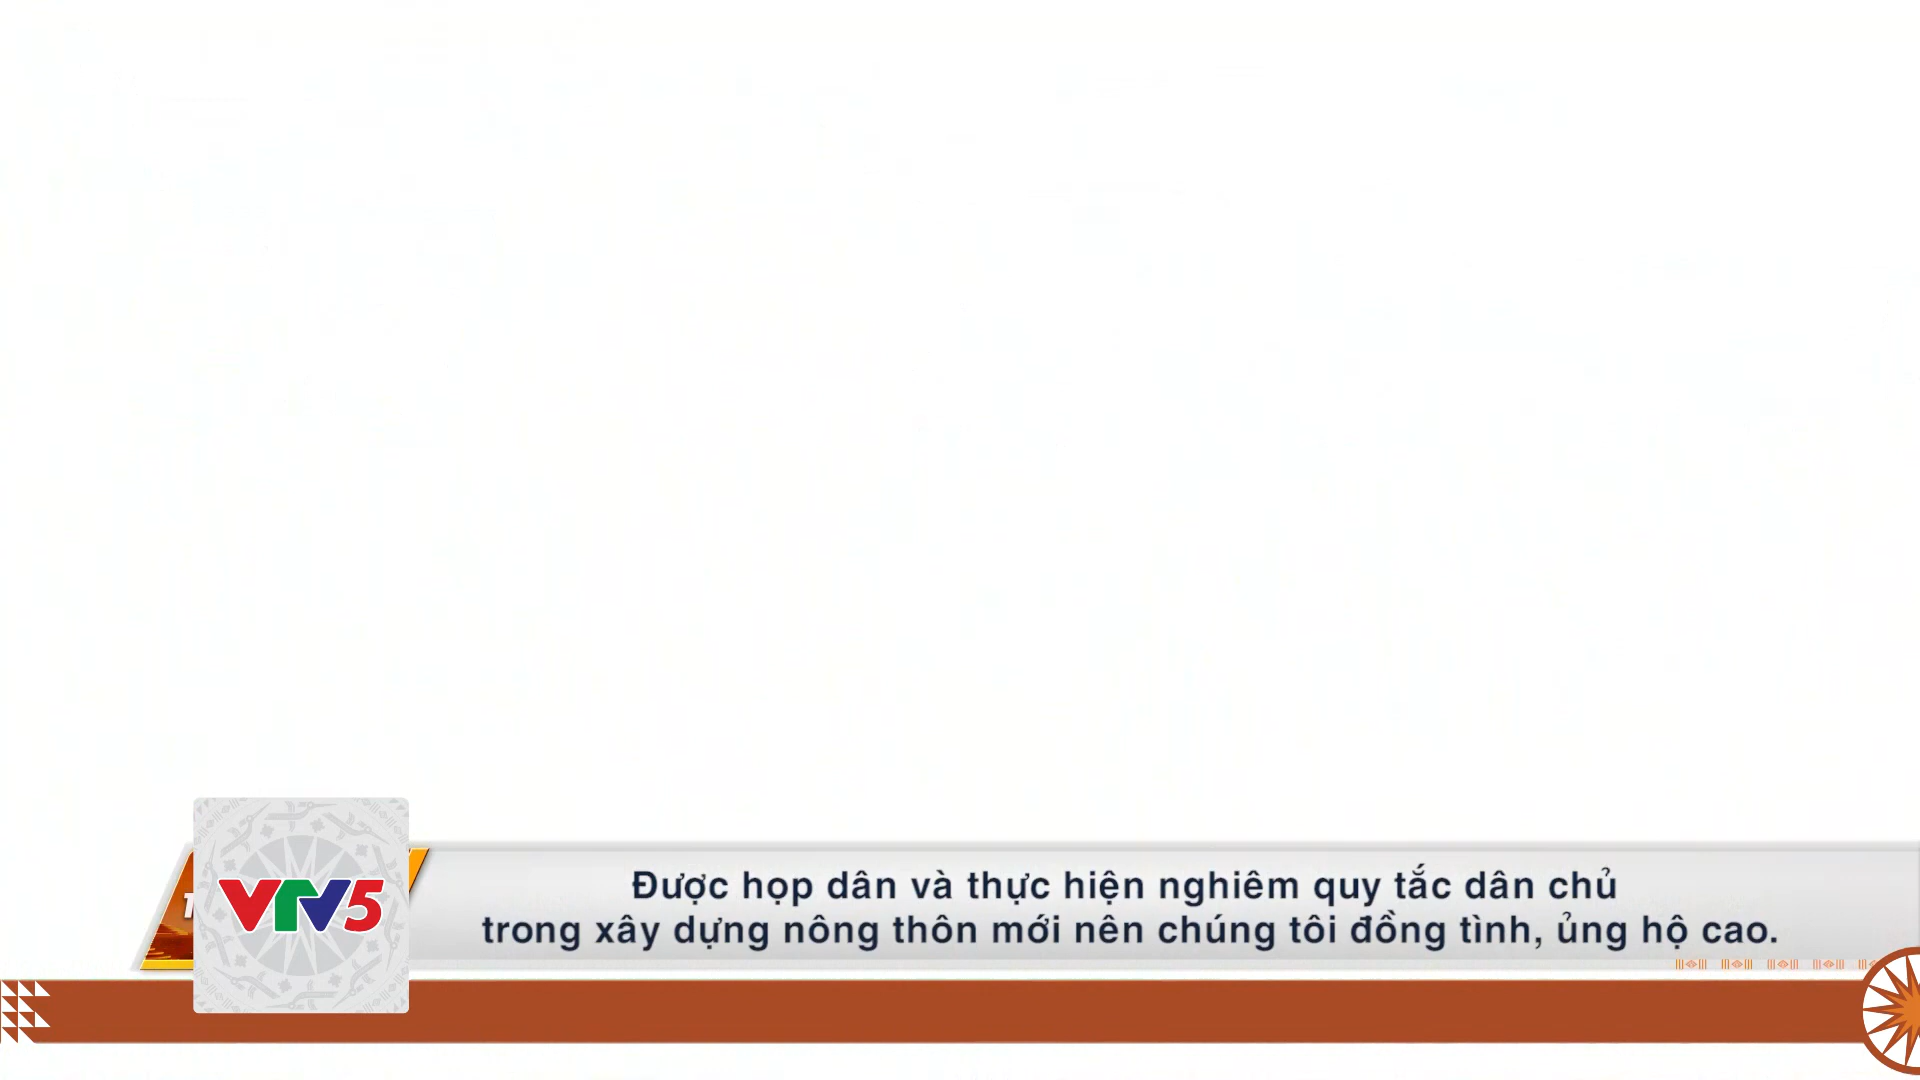 Được họp dân và thực hiện nghiêm quy tắc dân chủ
trong xây dựng nông thôn mới nên chúng tôi đồng tình, ủng hộ cao.
VTV5